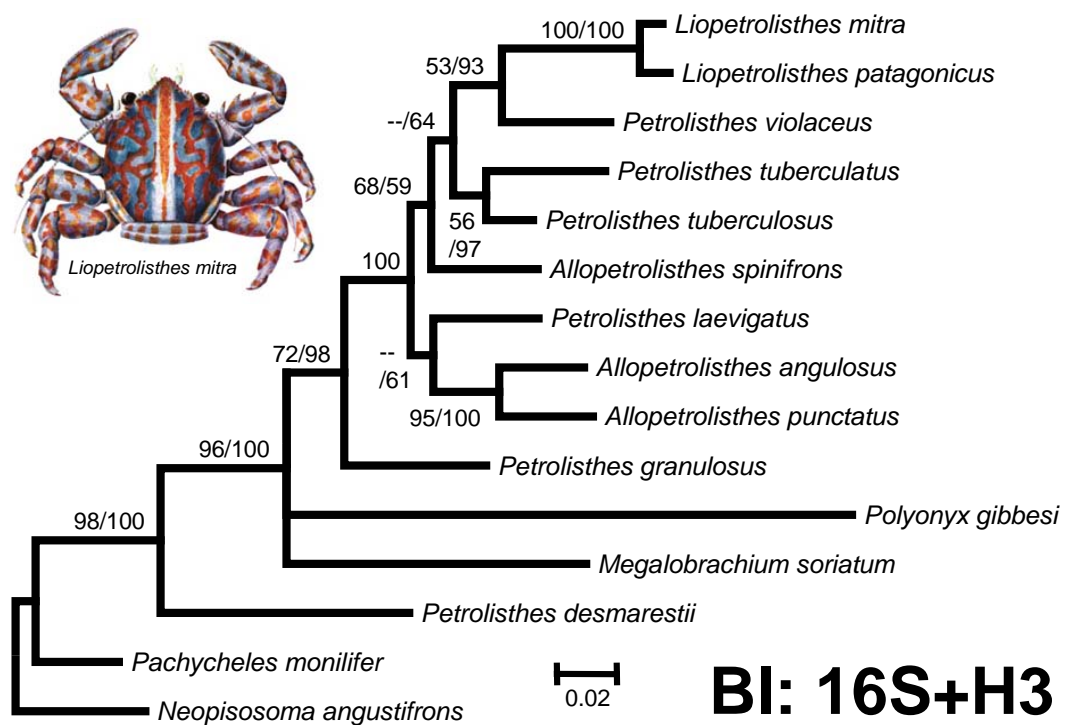 100/100
Liopetrolisthes mitra
53/93
Liopetrolisthes patagonicus
--/64
Petrolisthes violaceus
68/59
Petrolisthes tuberculatus
56
/97
Petrolisthes tuberculosus
Liopetrolisthes mitra
100
Allopetrolisthes spinifrons
Petrolisthes laevigatus
72/98
--
/61
Allopetrolisthes angulosus
95/100
Allopetrolisthes punctatus
96/100
Petrolisthes granulosus
98/100
Polyonyx gibbesi
Megalobrachium soriatum
Petrolisthes desmarestii
Pachycheles monilifer
0.02
BI: 16S+H3
Neopisosoma angustifrons